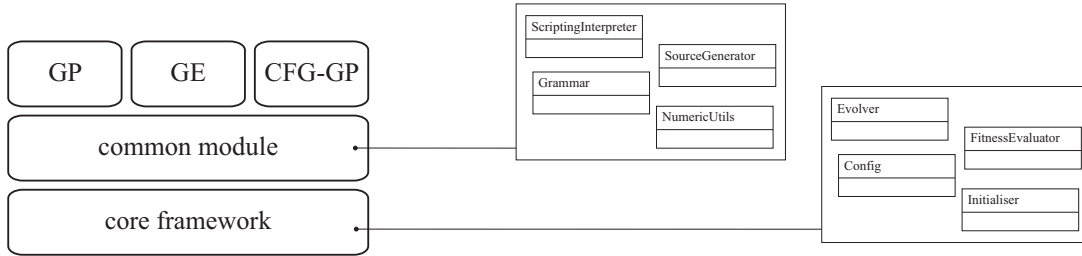 GP
GE
CFG-GP
common module
core framework
ScriptingInterpreter
SourceGenerator
Grammar
NumericUtils
Evolver
FitnessEvaluator
Config
Initialiser